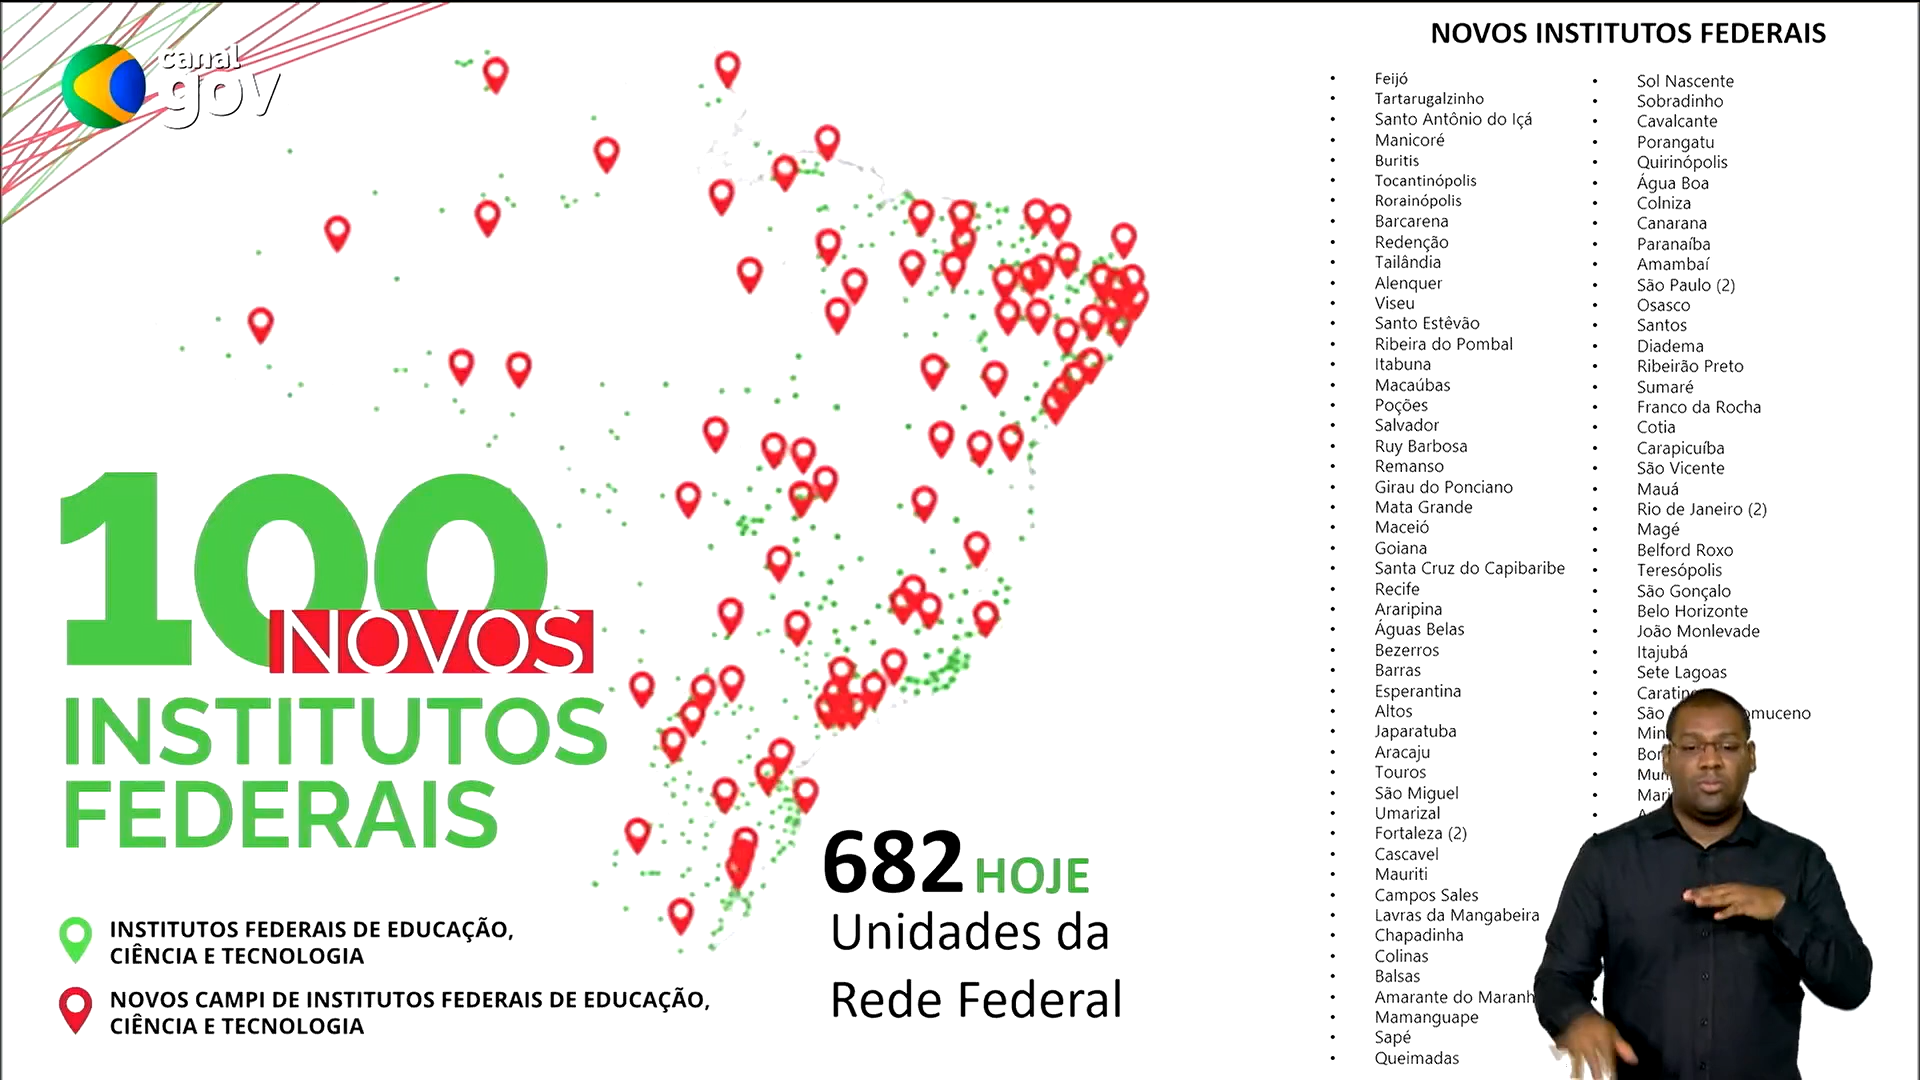 canal
gov
100
NOVOS
INSTITUTOS
FEDERAIS
INSTITUTOS FEDERAIS DE EDUCAÇÃO,
CIÊNCIA E TECNOLOGIA
NOVOS CAMPI DE INSTITUTOS FEDERAIS DE EDUCAÇÃO,
CIÊNCIA E TECNOLOGIA
682 HOJE
Unidades da
Rede Federal
NOVOS INSTITUTOS FEDERAIS
Feijó
Tartarugalzinho
Santo Antônio do Içá
Manicoré
Buritis
Tocantinópolis
Rorainópolis
Barcarena
Redenção
Tailândia
Alenquer
Viseu
Santo Estêvão
Ribeira do Pombal
Itabuna
Macaúbas
Poções
Salvador
Ruy Barbosa
Remanso
Girau do Ponciano
Mata Grande
Maceió
Goiana
Santa Cruz do Capibaribe
Recife
Araripina
Águas Belas
Bezerros
Barras
Esperantina
Altos
Japaratuba
Aracaju
Touros
São Miguel
Umarizal
Fortaleza (2)
Cascavel
Mauriti
Campos Sales
Lavras da Mangabeira
Chapadinha
Colinas
Balsas
Amarante do
Mamanguape
Sapé
Queimadas
Sol Nascente
Sobradinho
Cavalcante
Porangatu
Quirinópolis
Água Boa
Colniza
Canarana
Paranaíba
Amambaí
São Paulo (2)
Osasco
Santos
Diadema
Ribeirão Preto
Sumaré
Franco da Rocha
Cotia
Carapicuíba
São Vicente
Mauá
Rio de Janeiro (2)
Magé
Belford Roxo
Teresópolis
São Gonçalo
Belo Horizonte
João Monlevade
Itajubá
Sete Lagoas
São